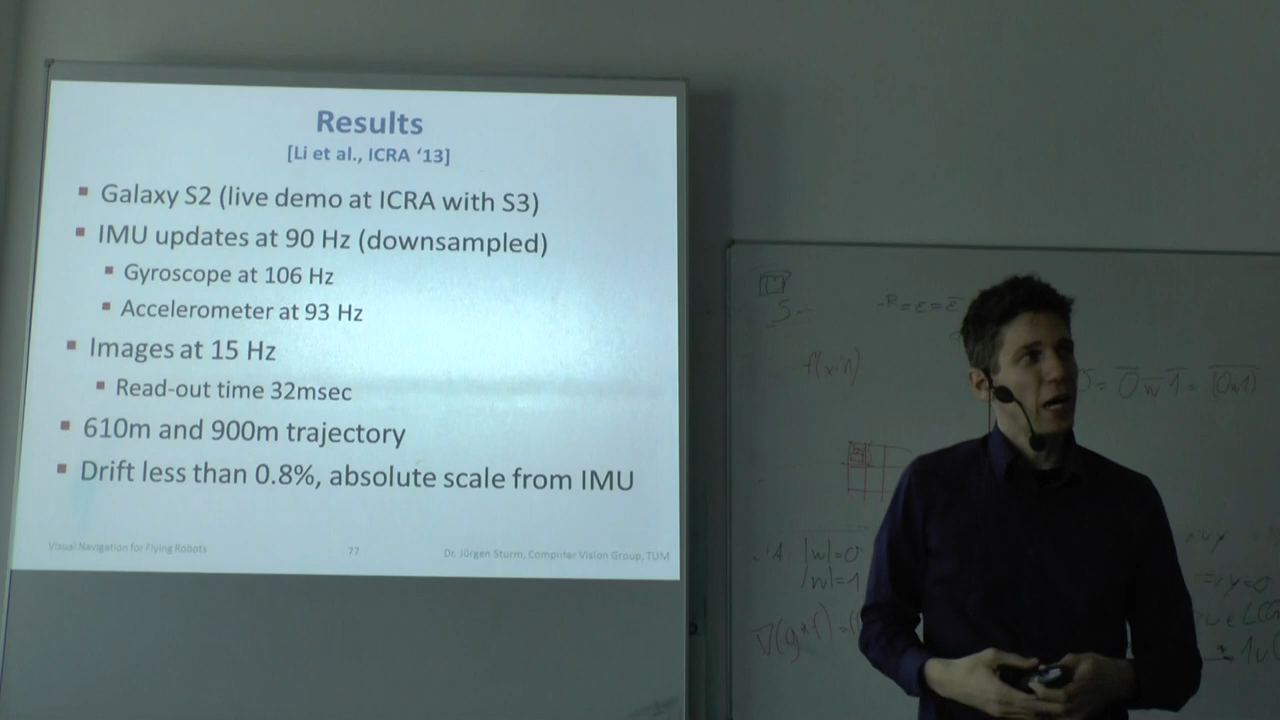 Results
[Li et al., ICRA ‘13]
▪ Galaxy S2 (live demo at ICRA with S3)
▪ IMU updates at 90 Hz (downsampled)
▪ Gyroscope at 106 Hz
▪ Accelerometer at 93 Hz
▪ Images at 15 Hz
▪ Read-out time 32msec
▪ 610m and 900m trajectory
▪ Drift less than 0.8%, absolute scale from IMU
Visual Navigation for Flying Robots 77 Dr. Jürgen Sturm, Computer Vision Group, TUM
|w|=0
|w|=1
∇(g*f)=